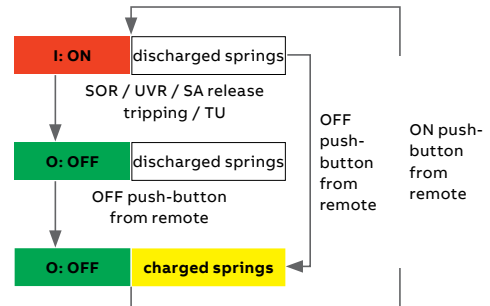 I: ON
discharged springs
SOR / UVR / SA release
tripping / TU
OFF
push-
button
from
remote
ON push-
button
from
remote
O: OFF
discharged springs
OFF push-button
from remote
O: OFF
charged springs